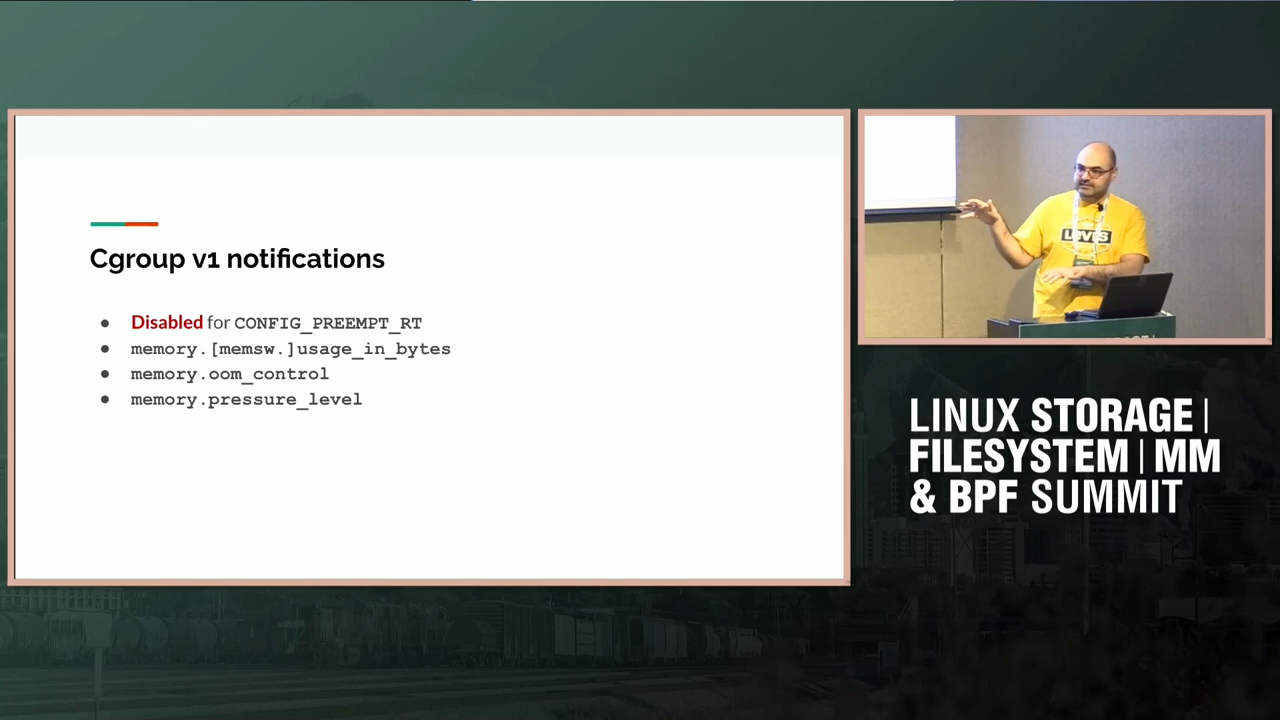 Cgroup v1 notifications
● Disabled for CONFIG_PREEMPT_RT
● memory.[memsw.]usage_in_bytes
● memory.oom_control
● memory.pressure_level
LEVI'S
LINUX STORAGE |
FILESYSTEM | MM
& BPF SUMMIT